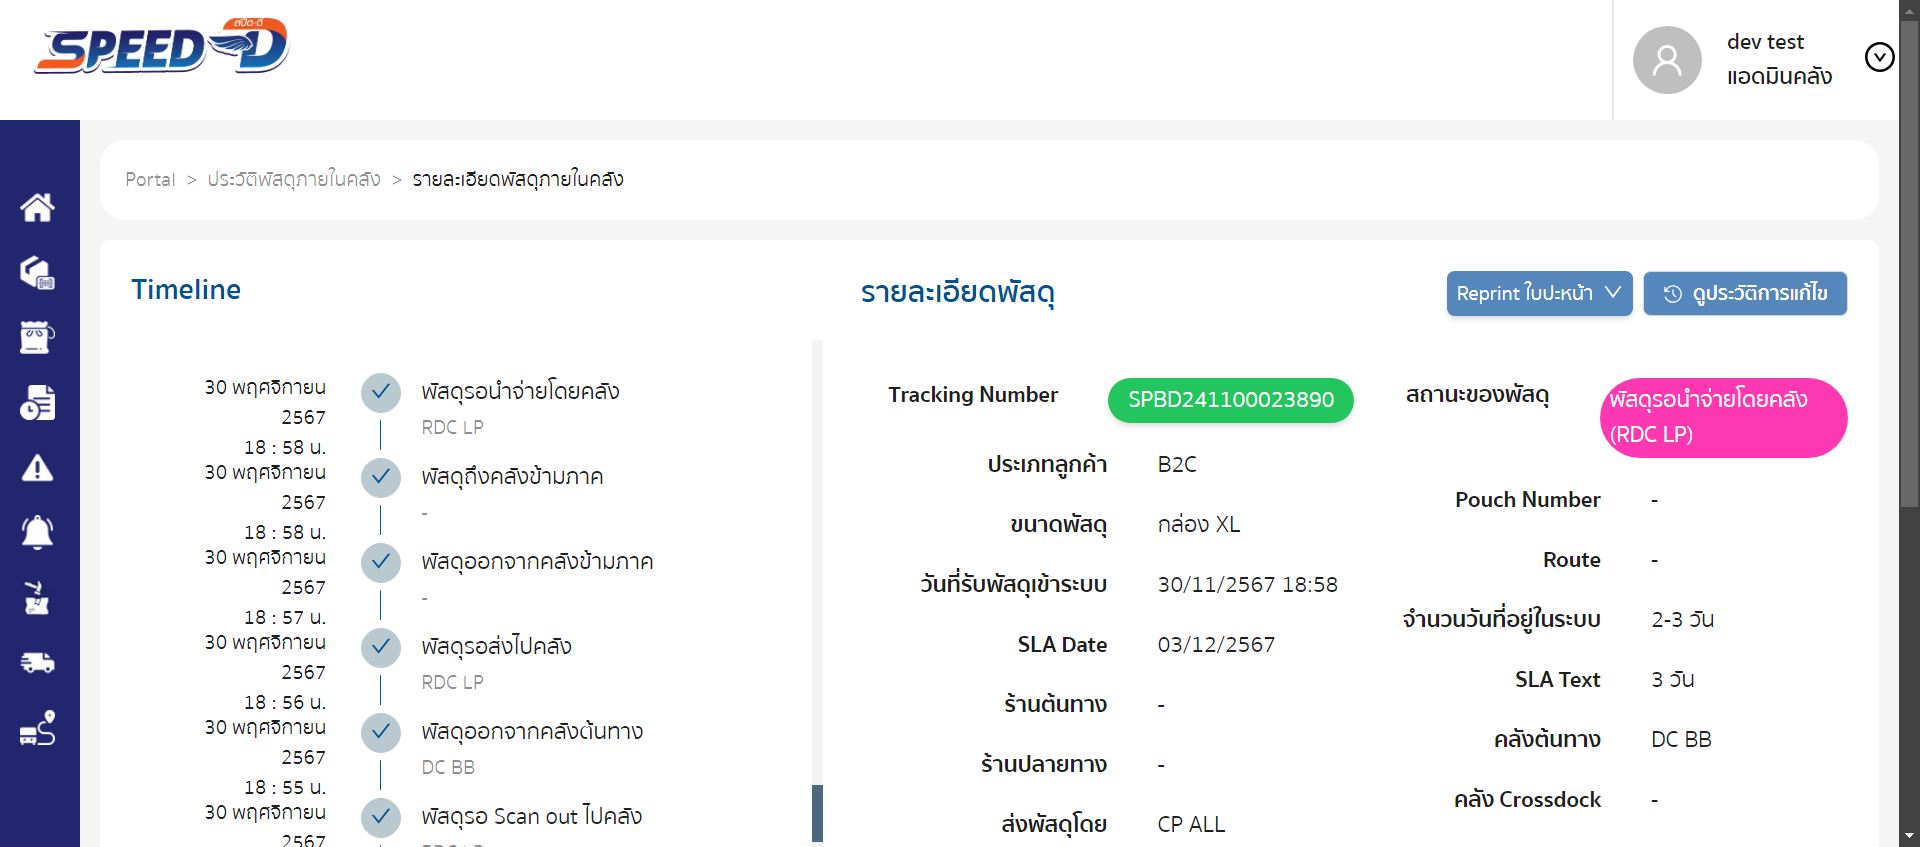 สปีด-ดี
SPEED-D
dev test
แอดมินคลัง
Portal > ประวัติพัสดุภายในคลัง > รายละเอียดพัสดุภายในคลัง
Timeline
30 พฤศจิกายน
2567
18 : 58 น.
พัสดุรอนำจ่ายโดยคลัง
RDC LP
30 พฤศจิกายน
2567
18 : 58 น.
พัสดุถึงคลังข้ามภาค
-
30 พฤศจิกายน
2567
18 : 57 น.
พัสดุออกจากคลังข้ามภาค
-
30 พฤศจิกายน
2567
18 : 56 น.
พัสดุรอส่งไปคลัง
RDC LP
30 พฤศจิกายน
2567
18 : 55 น.
พัสดุออกจากคลังต้นทาง
DC BB
30 พฤศจิกายน
2567
พัสดุรอ Scan out ไปคลัง
รายละเอียดพัสดุ
Reprint ใบปะหน้า
ดูประวัติการแก้ไข
Tracking Number SPBD241100023890
ประเภทลูกค้า B2C
ขนาดพัสดุ กล่อง XL
วันที่รับพัสดุเข้าระบบ 30/11/2567 18:58
SLA Date 03/12/2567
ร้านต้นทาง -
ร้านปลายทาง -
ส่งพัสดุโดย CP ALL
สถานะของพัสดุ พัสดุรอนำจ่ายโดยคลัง
(RDC LP)
Pouch Number -
Route -
จำนวนวันที่อยู่ในระบบ 2-3 วัน
SLA Text 3 วัน
คลังต้นทาง DC BB
คลัง Crossdock -